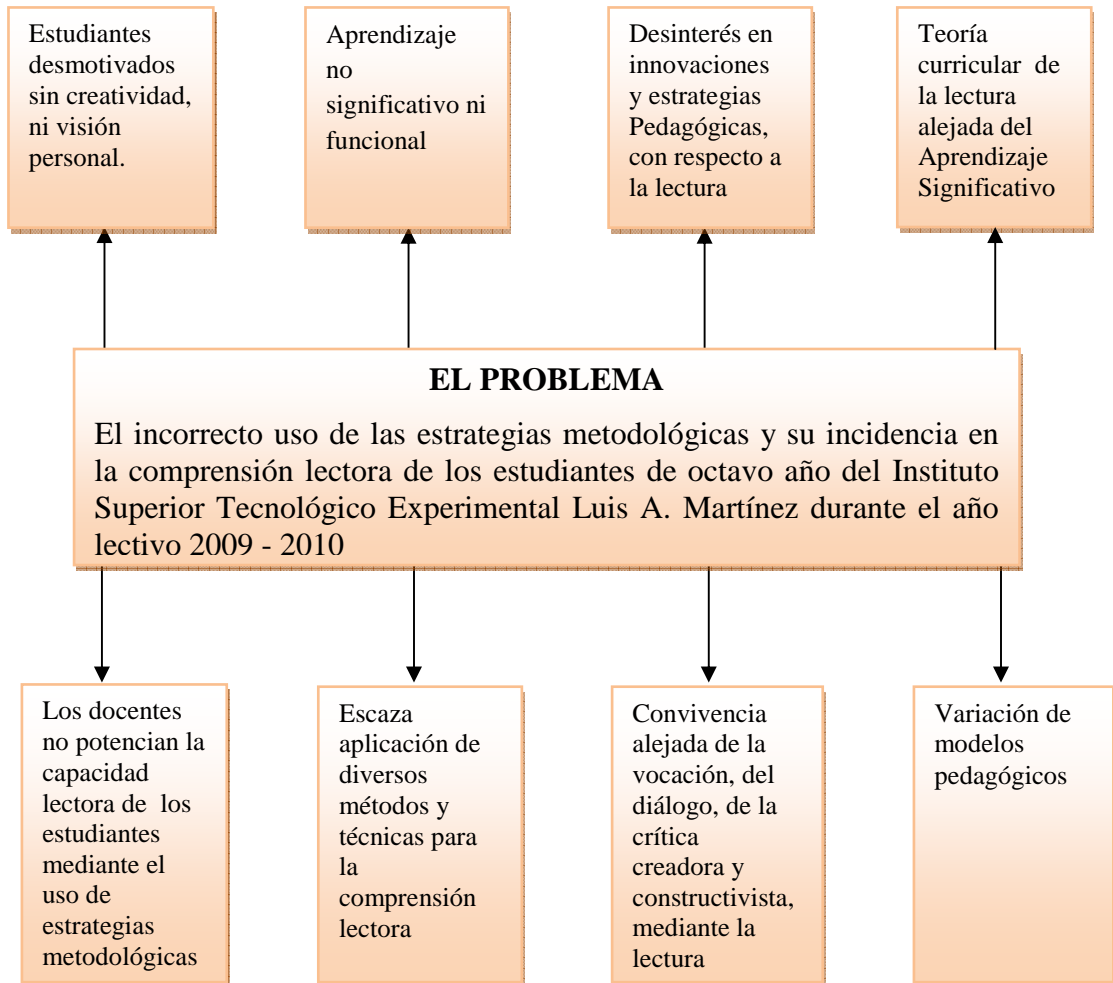 Estudiantes
desmotivados
sin creatividad,
ni visión
personal.
Aprendizaje
no
significativo ni
funcional
Desinterés en
innovaciones
y estrategias
Pedagógicas,
con respecto a
la lectura
Teoría
curricular de
la lectura
alejada del
Aprendizaje
Significativo
EL PROBLEMA
El incorrecto uso de las estrategias metodológicas y su incidencia en
la comprensión lectora de los estudiantes de octavo año del Instituto
Superior Tecnológico Experimental Luis A. Martínez durante el año
lectivo 2009 - 2010
Los docentes
no potencian la
capacidad
lectora de los
estudiantes
mediante el
uso de
estrategias
metodológicas
Escaza
aplicación de
diversos
métodos y
técnicas para
la
comprensión
lectora
Convivencia
alejada de la
vocación, del
diálogo, de la
crítica
creadora y
constructivista,
mediante la
lectura
Variación de
modelos
pedagógicos